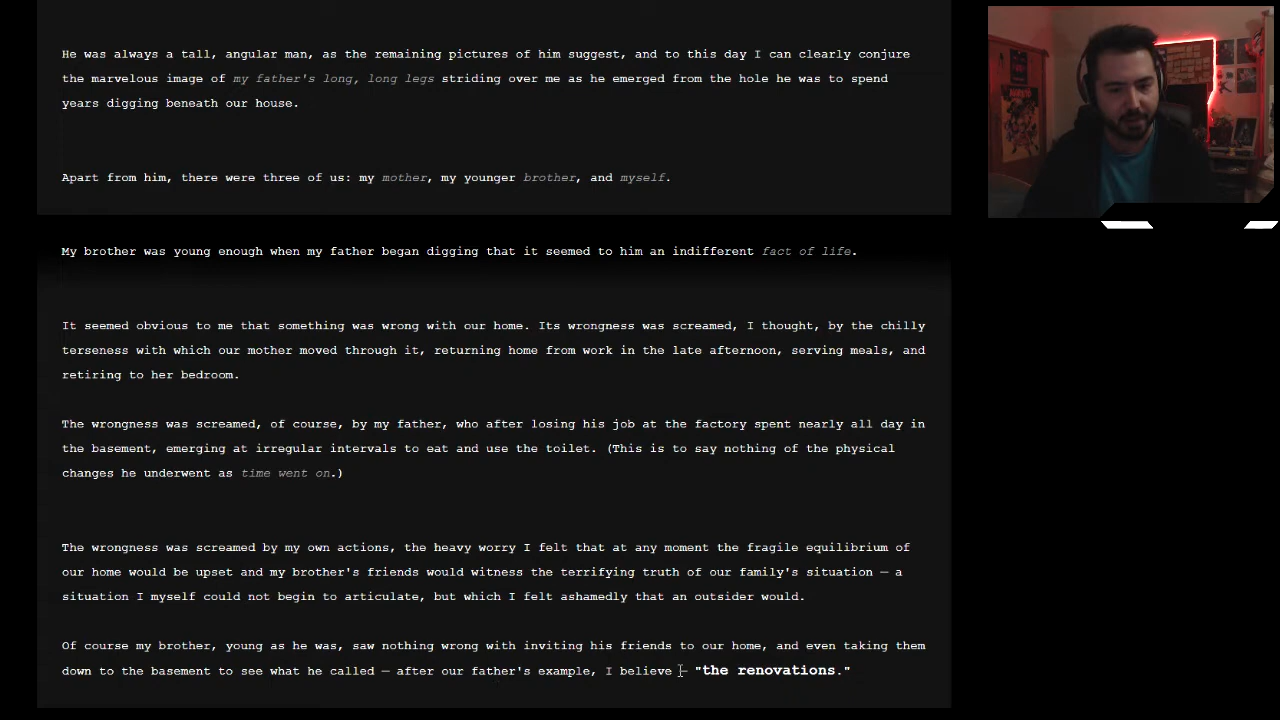 He was always a tall, angular man, as the remaining pictures of him suggest, and to this day I can clearly conjure
the marvelous image of my father's long, long legs striding over me as he emerged from the hole he was to spend
years digging beneath our house.
Apart from him, there were three of us: my mother, my younger brother, and myself.
My brother was young enough when my father began digging that it seemed to him an indifferent fact of life.
It seemed obvious to me that something was wrong with our home. Its wrongness was screamed, I thought, by the chilly
terseness with which our mother moved through it, returning home from work in the late afternoon, serving meals, and
retiring to her bedroom.
The wrongness was screamed, of course, by my father, who after losing his job at the factory spent nearly all day in
the basement, emerging at irregular intervals to eat and use the toilet. (This is to say nothing of the physical
changes he underwent as time went on.)
The wrongness was screamed by my own actions, the heavy worry I felt that at any moment the fragile equilibrium of
our home would be upset and my brother's friends would witness the terrifying truth of our family's situation — a
situation I myself could not begin to articulate, but which I felt ashamedly that an outsider would.
Of course my brother, young as he was, saw nothing wrong with inviting his friends to our home, and even taking them
down to the basement to see what he called — after our father's example, I believe — "the renovations."